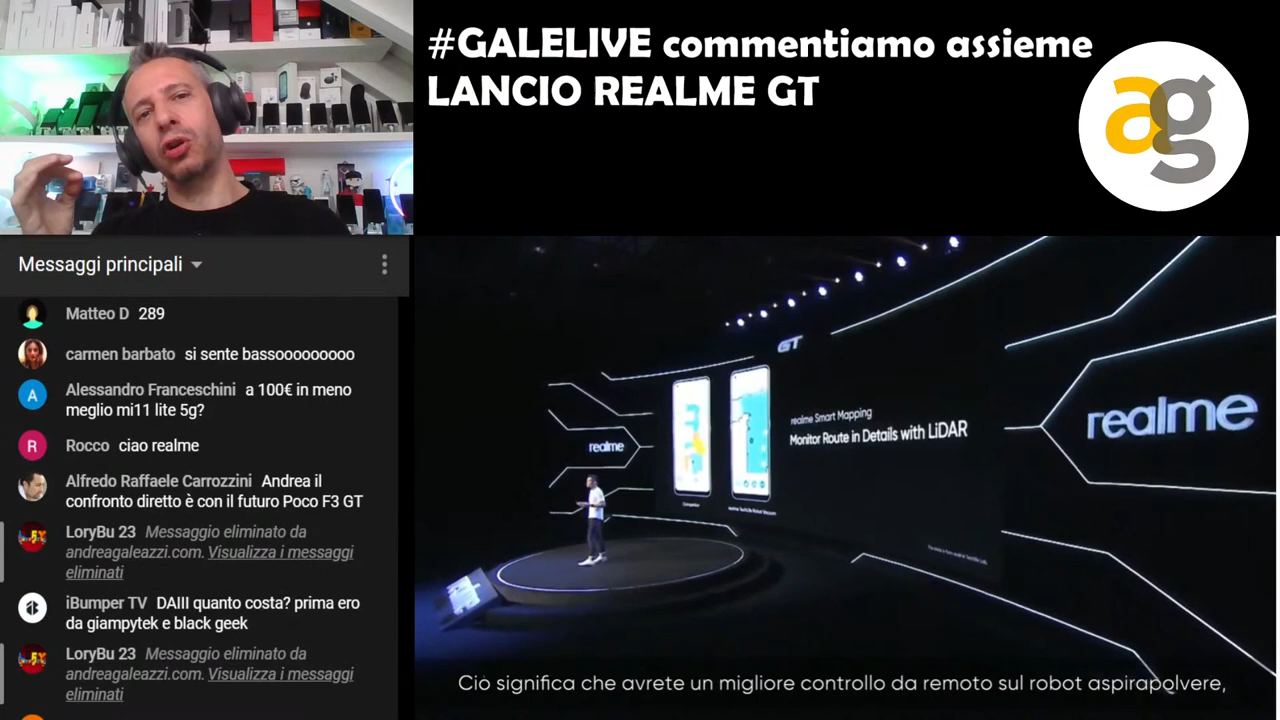 #GALELIVE commentiamo assieme
LANCIO REALME GT
ag
Messaggi principali
Matteo D 289
carmen barbato si sente bassooooooooo
A
Alessandro Franceschini a 100€ in meno
meglio mi11 lite 5g?
R
Rocco ciao realme
Alfredo Raffaele Carrozzini Andrea il
confronto diretto è con il futuro Poco F3 GT
LoryBu 23 Messaggio eliminato da
andreagaleazzi.com. Visualizza i messaggi
eliminati
iBumper TV DAIII quanto costa? prima ero
da giampytek e black geek
LoryBu 23 Messaggio eliminato da
andreagaleazzi.com. Visualizza i messaggi
eliminati
GT
realme Smart Mapping
Monitor Route in Details with LiDAR
realme
realme
Ciò significa che avrete un migliore controllo da remoto sul robot aspirapolvere,